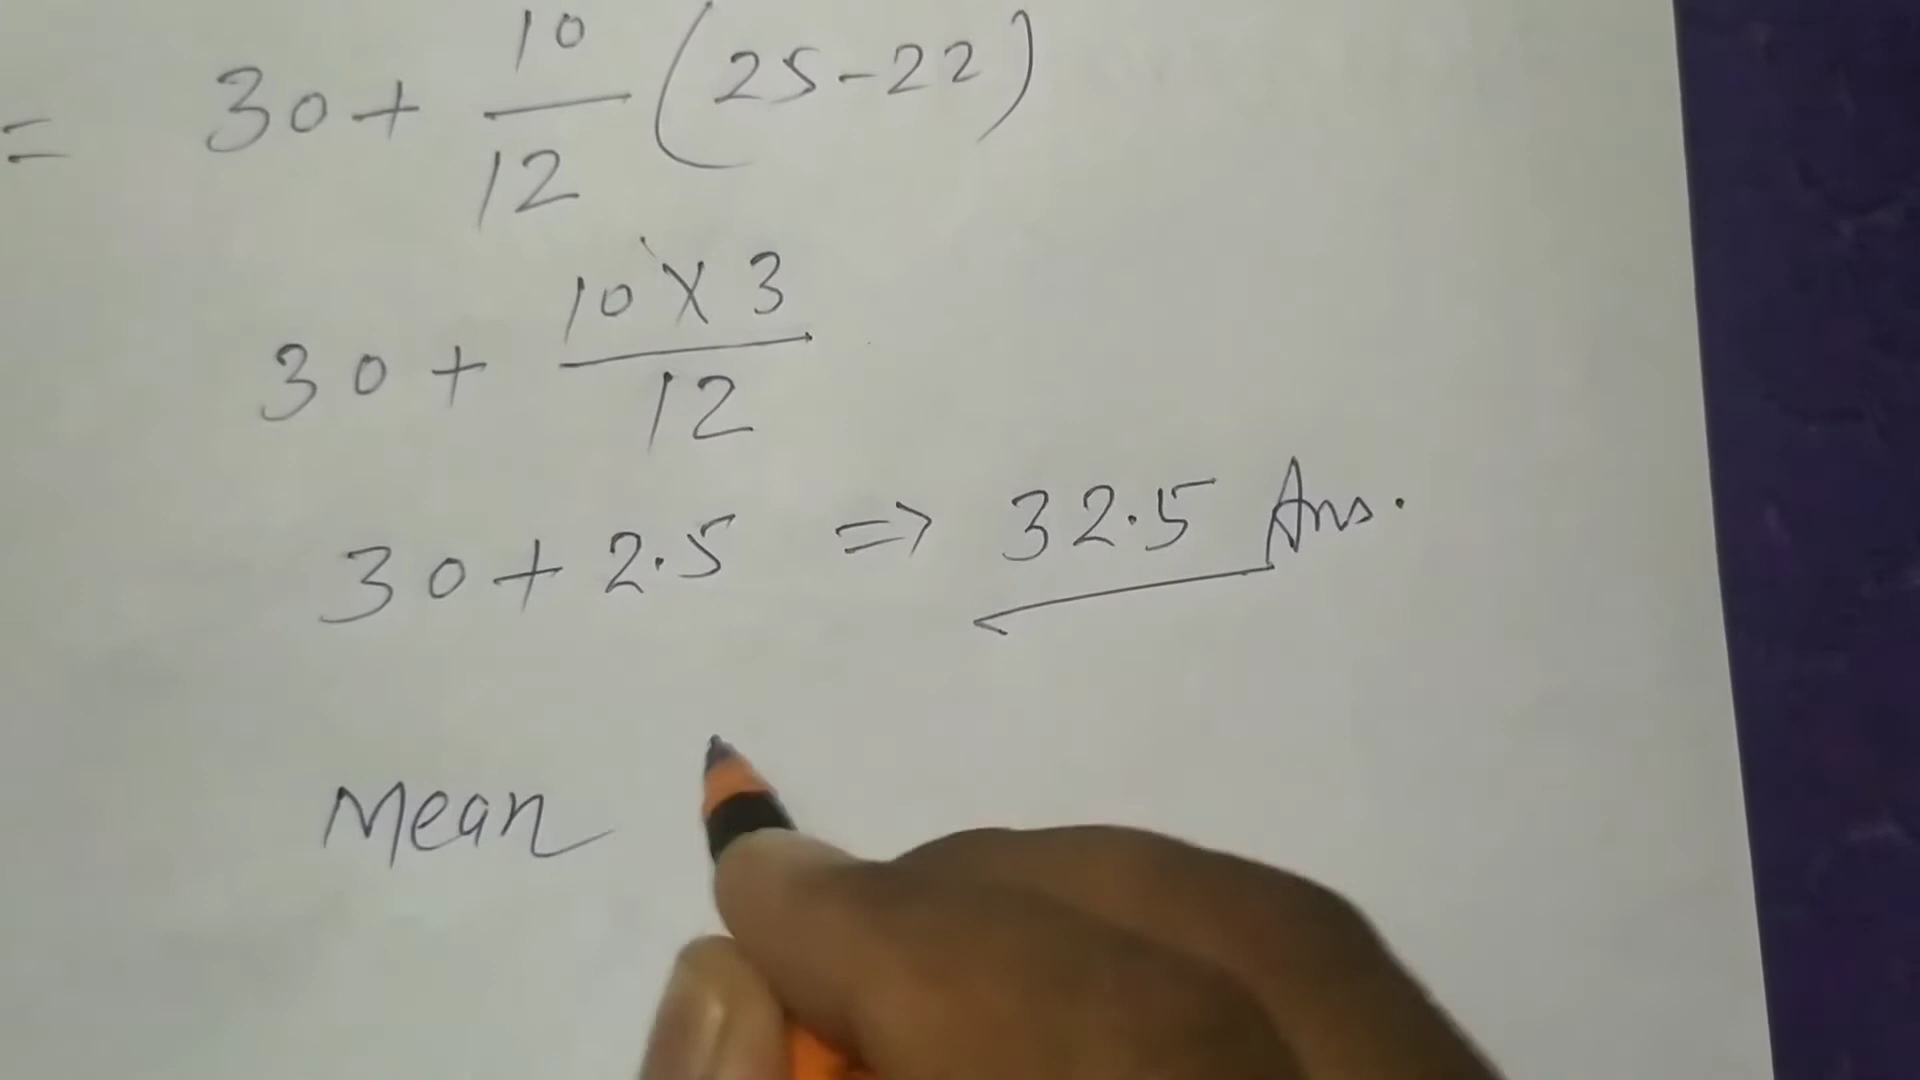 = 30 + 10/12 (25-22)
30 + 10 X 3/12
30 + 2.5 => 32.5 Ans.
Mean